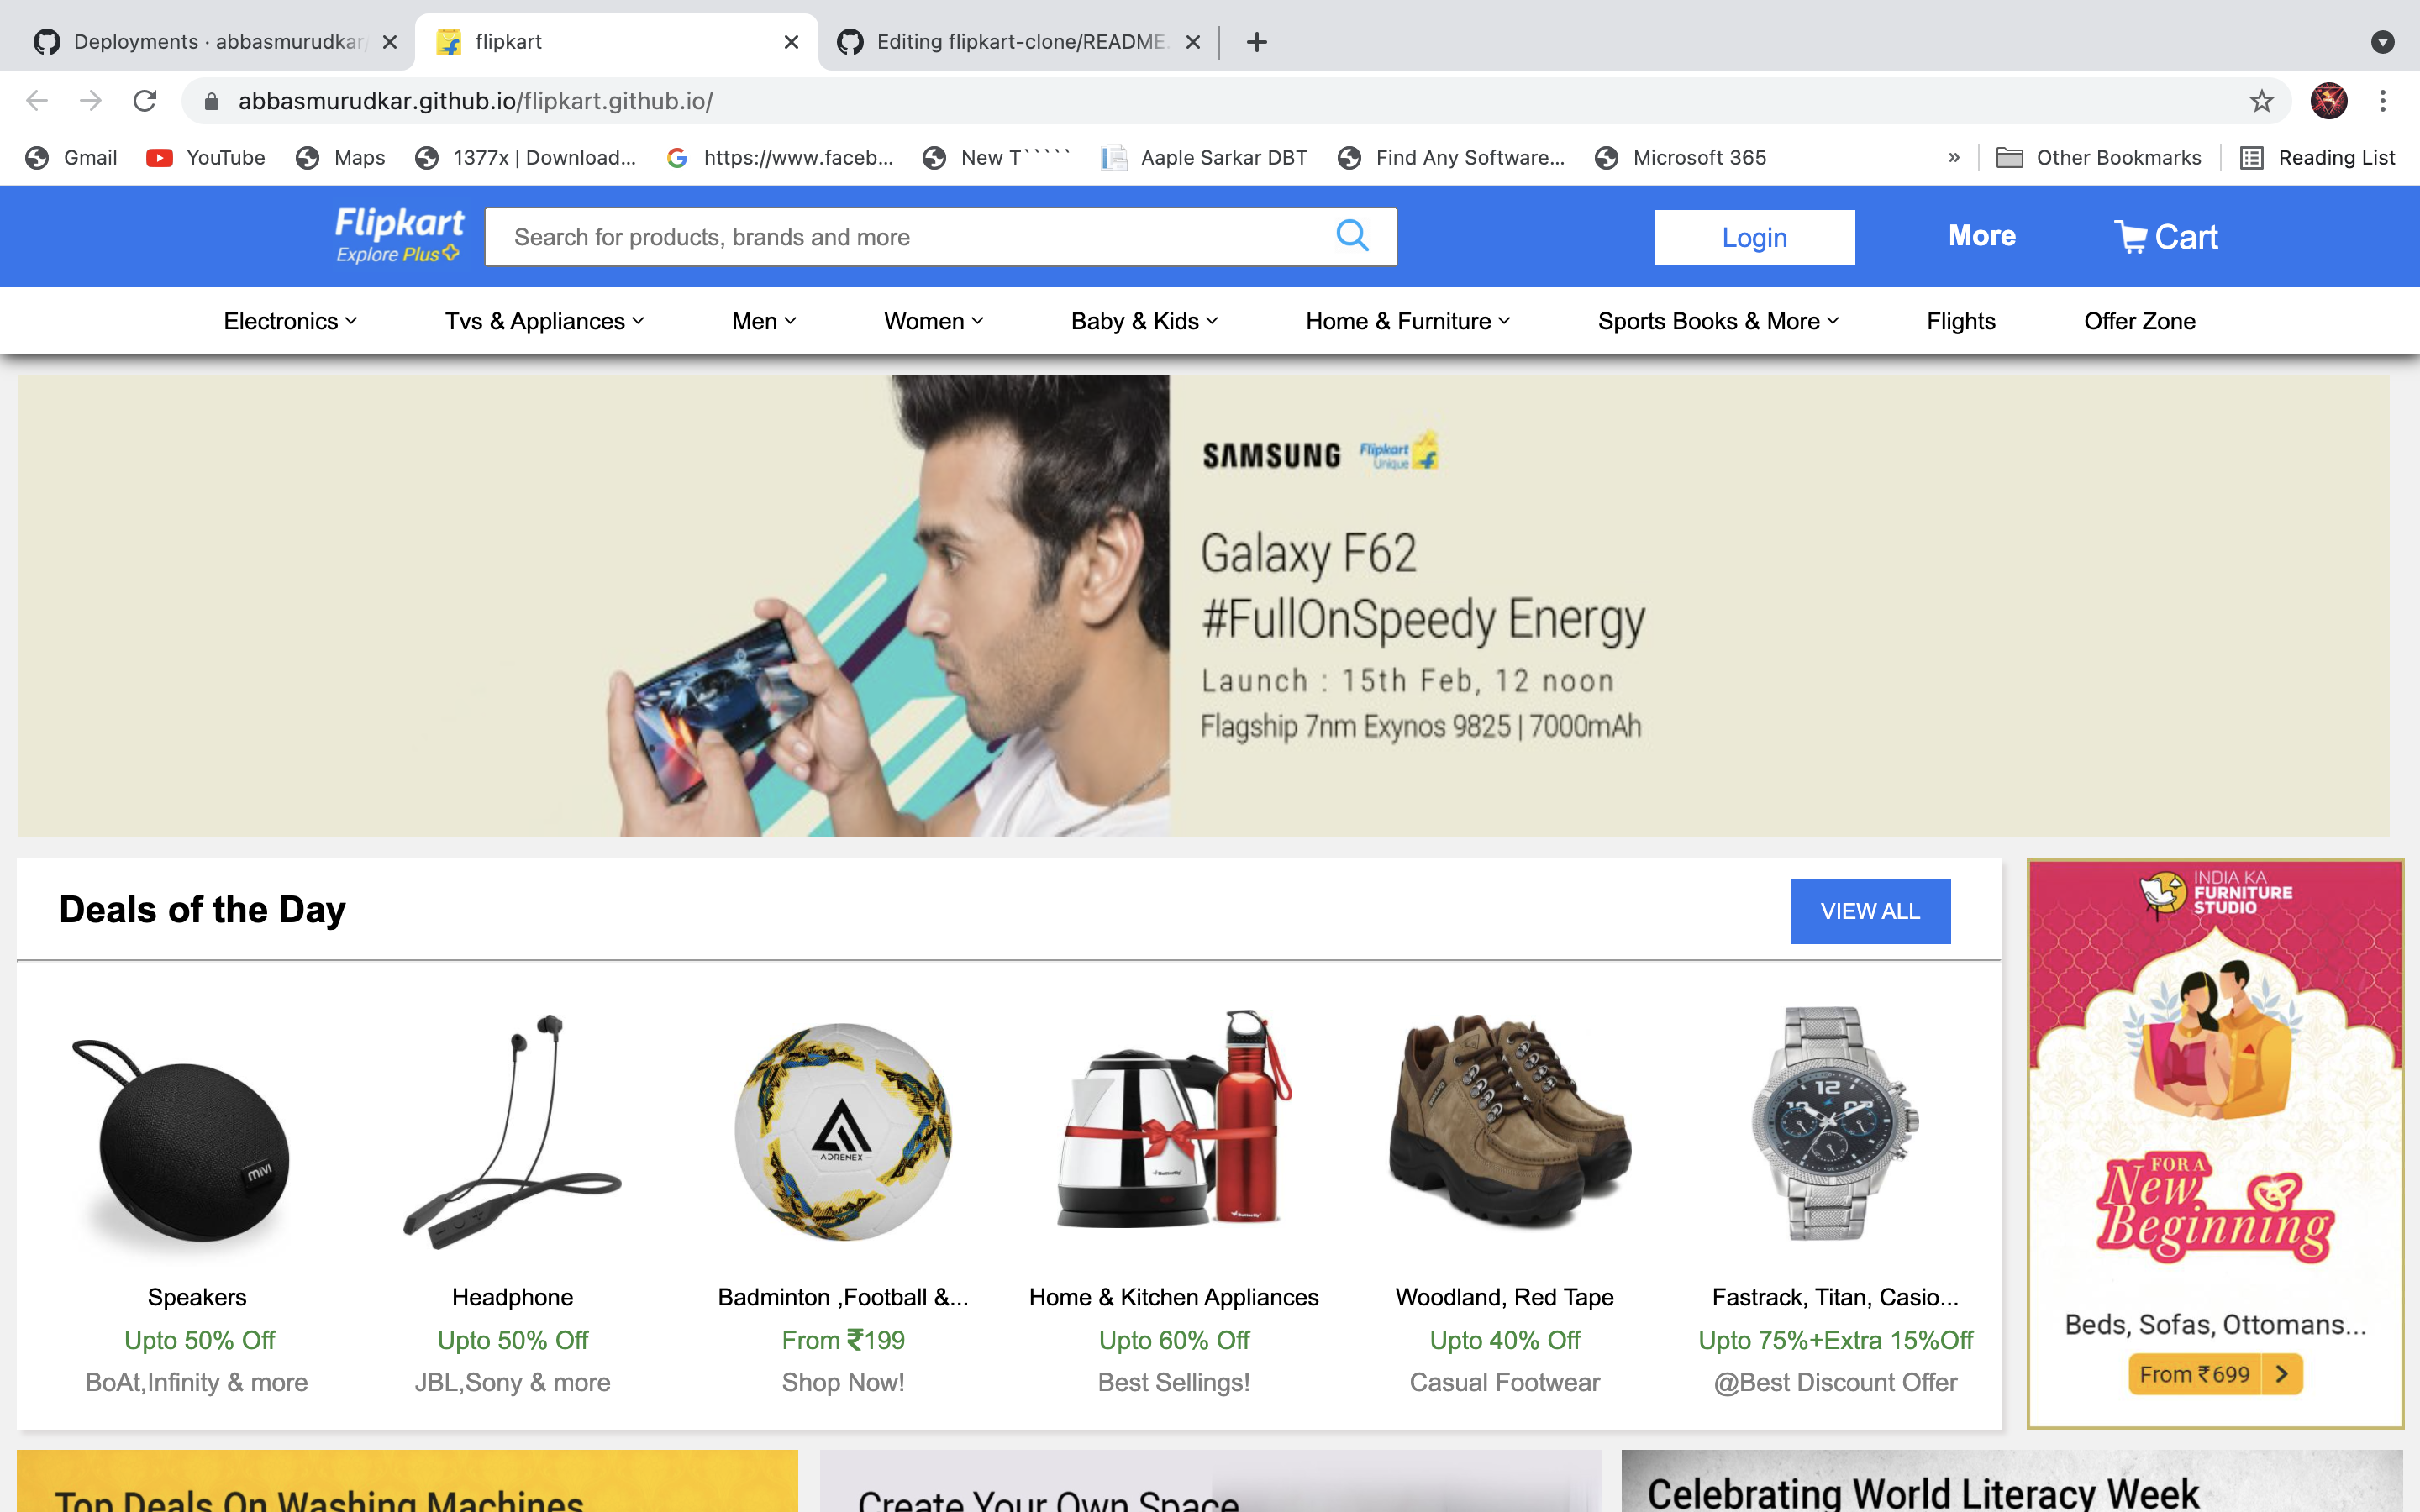 Deployments · abbasmurudkar/
flipkart
Editing flipkart-clone/README.
abbasmurudkar.github.io/flipkart.github.io/
Gmail
YouTube
Maps
1377x | Download...
https://www.faceb...
New T`````
Aaple Sarkar DBT
Find Any Software...
Microsoft 365
»
Other Bookmarks
Reading List
Flipkart
Explore Plus
Search for products, brands and more
Login
More
Cart
Electronics
Tvs & Appliances
Men
Women
Baby & Kids
Home & Furniture
Sports Books & More
Flights
Offer Zone
SAMSUNG
Flipkart
Unique
Galaxy F62
#FullOnSpeedy Energy
Launch : 15th Feb, 12 noon
Flagship 7nm Exynos 9825 | 7000mAh
Deals of the Day
VIEW ALL
mivi
ADRENEX
Butterfly
Butterfly
12
Speakers
Upto 50% Off
BoAt,Infinity & more
Headphone
Upto 50% Off
JBL,Sony & more
Badminton ,Football &...
From ₹199
Shop Now!
Home & Kitchen Appliances
Upto 60% Off
Best Sellings!
Woodland, Red Tape
Upto 40% Off
Casual Footwear
Fastrack, Titan, Casio...
Upto 75%+Extra 15%Off
@Best Discount Offer
INDIA KA
FURNITURE
STUDIO
FOR A
New
Beginning
Beds, Sofas, Ottomans...
From ₹699
Top Deals On Washing Machines
Create Your Own Space
Celebrating World Literacy Week